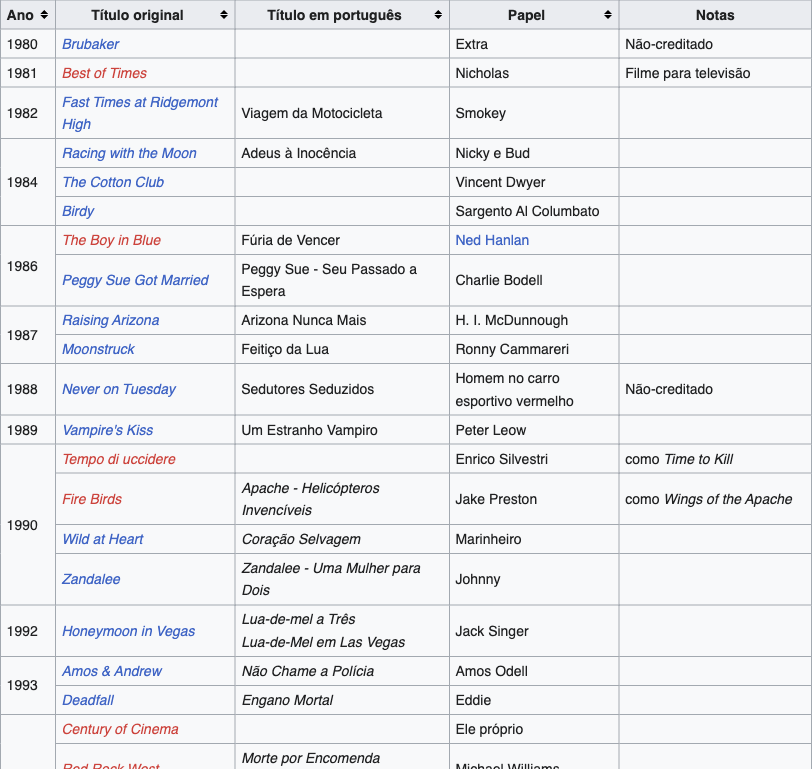 Ano Título original Título em português Papel Notas
1980 Brubaker Extra Não-creditado
1981 Best of Times Nicholas Filme para televisão
1982 Fast Times at Ridgemont High Viagem da Motocicleta Smokey
1984 Racing with the Moon Adeus à Inocência Nicky e Bud
The Cotton Club Vincent Dwyer
Birdy Sargento Al Columbato
1986 The Boy in Blue Fúria de Vencer Ned Hanlan
Peggy Sue Got Married Peggy Sue - Seu Passado a Espera Charlie Bodell
1987 Raising Arizona Arizona Nunca Mais H. I. McDunnough
Moonstruck Feitiço da Lua Ronny Cammareri
1988 Never on Tuesday Sedutores Seduzidos Homem no carro esportivo vermelho Não-creditado
1989 Vampire's Kiss Um Estranho Vampiro Peter Leow
1990 Tempo di uccidere Enrico Silvestri como Time to Kill
Fire Birds Apache - Helicópteros Invencíveis Jake Preston como Wings of the Apache
Wild at Heart Coração Selvagem Marinheiro
Zandalee Zandalee - Uma Mulher para Dois Johnny
1992 Honeymoon in Vegas Lua-de-mel a Três Lua-de-Mel em Las Vegas Jack Singer
1993 Amos & Andrew Não Chame a Polícia Amos Odell
Deadfall Engano Mortal Eddie
Century of Cinema Ele próprio
Red Rock West Morte por Encomenda Michael Williams